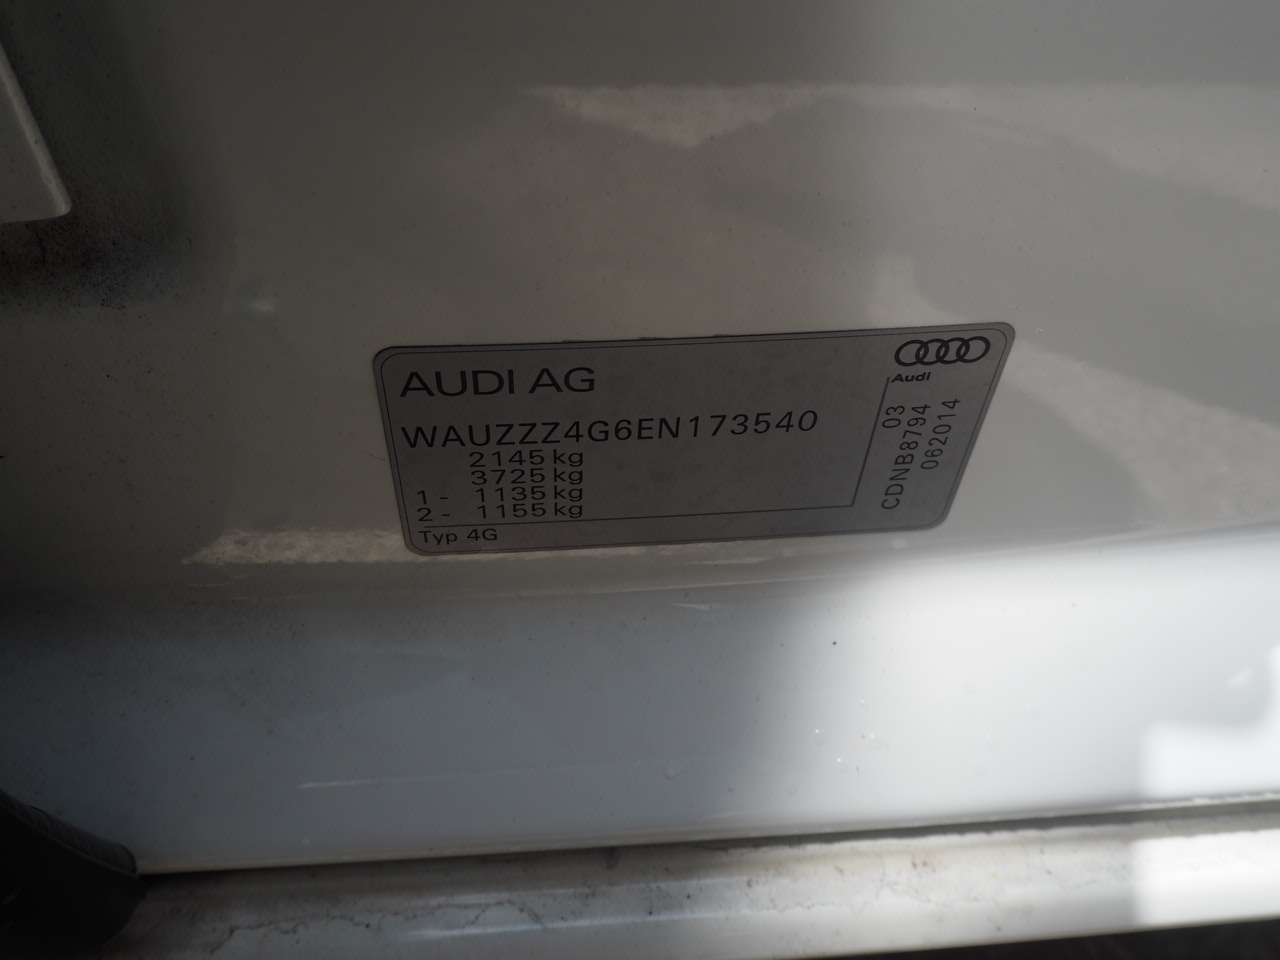 AUDI AG
WAUZZZ4G6EN173540
2145 kg
3725 kg
1 - 1135 kg
2 - 1155 kg
Typ 4G
Audi
03
CDNB8794
062014